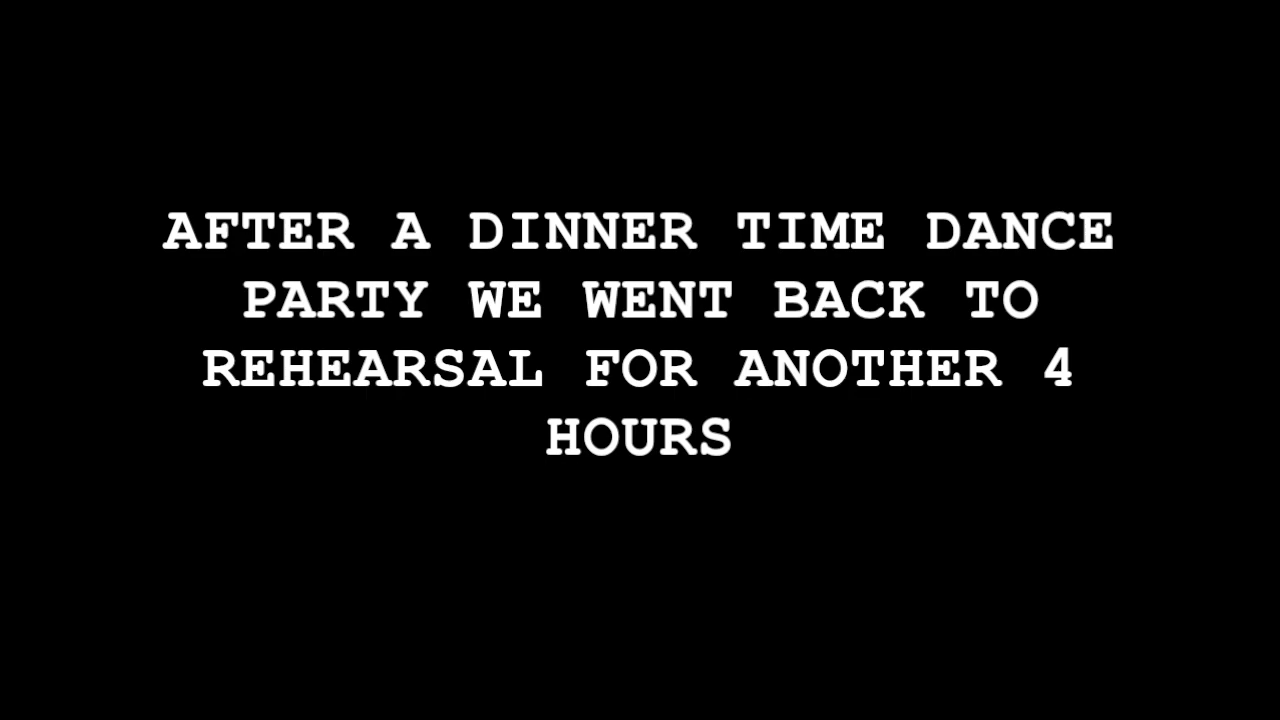 AFTER A DINNER TIME DANCE
PARTY WE WENT BACK TO
REHEARSAL FOR ANOTHER 4
HOURS